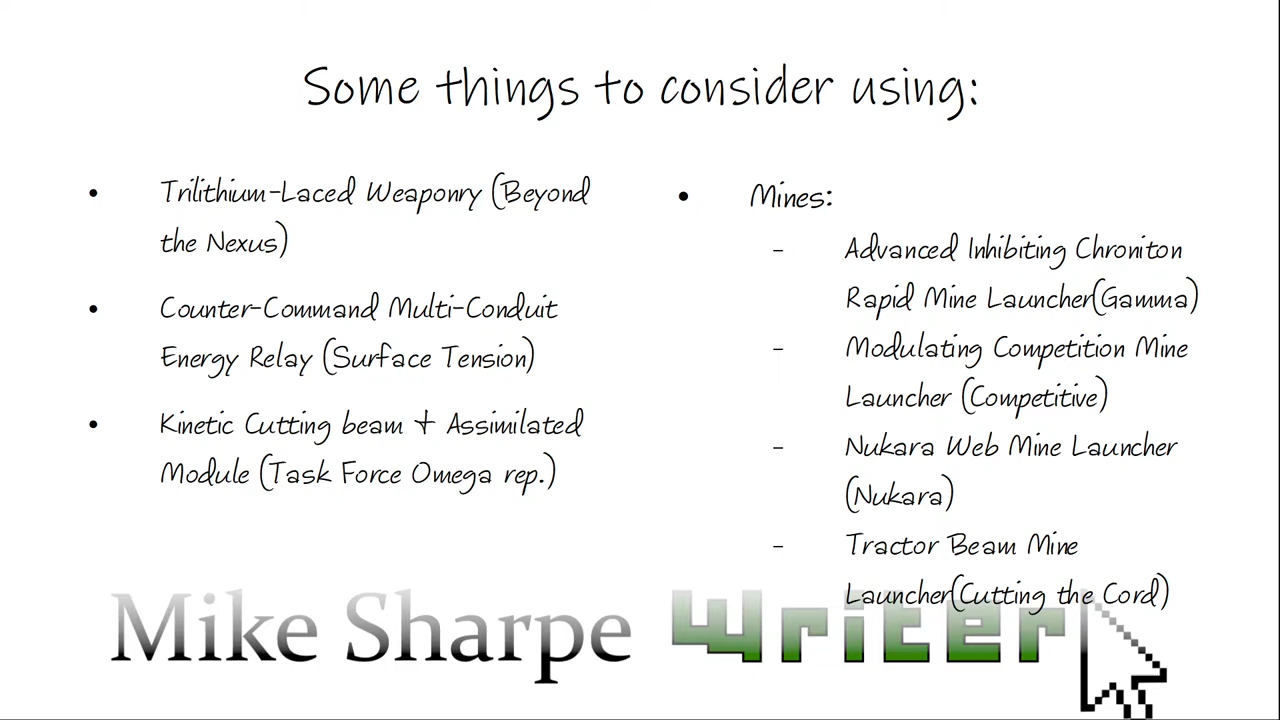 Some things to consider using:
• Trilithium-Laced Weaponry (Beyond
the Nexus)
• Counter-Command Multi-Conduit
Energy Relay (Surface Tension)
• Kinetic Cutting beam + Assimilated
Module (Task Force Omega rep.)
• Mines:
– Advanced Inhibiting Chroniton
Rapid Mine Launcher(Gamma)
– Modulating Competition Mine
Launcher (Competitive)
– Nukara Web Mine Launcher
(Nukara)
– Tractor Beam Mine
Launcher(Cutting the Cord)
Mike Sharpe Writer